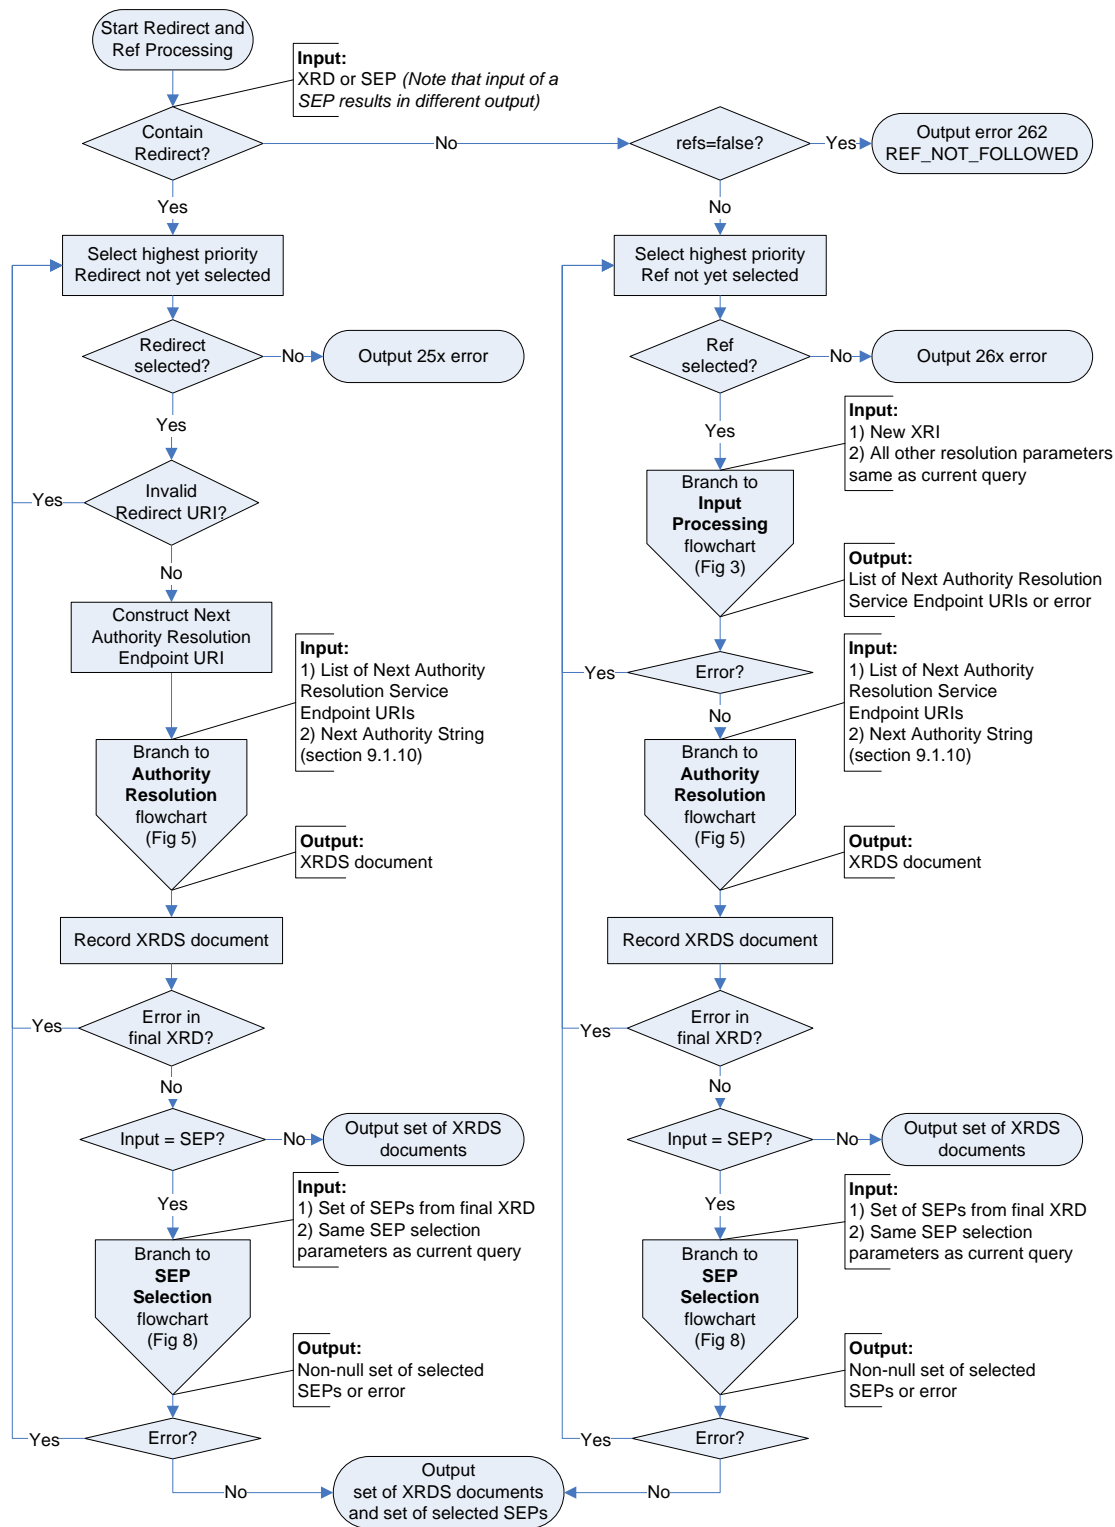 Start Redirect and
Ref Processing
Input:
XRD or SEP (Note that input of a
SEP results in different output)
Contain
Redirect?
No
refs=false?
Yes
Output error 262
REF_NOT_FOLLOWED
Yes
Select highest priority
Redirect not yet selected
Redirect
selected?
No
Output 25x error
Yes
Invalid
Redirect URI?
Yes
No
Construct Next
Authority Resolution
Endpoint URI
Input:
1) List of Next Authority
Resolution Service
Endpoint URIs
2) Next Authority String
(section 9.1.10)
Branch to
Authority
Resolution
flowchart
(Fig 5)
Output:
XRDS document
Record XRDS document
Error in
final XRD?
Yes
No
Input = SEP?
No
Output set of XRDS
documents
Yes
Input:
1) Set of SEPs from final XRD
2) Same SEP selection
parameters as current query
Branch to
SEP
Selection
flowchart
(Fig 8)
Output:
Non-null set of selected
SEPs or error
Error?
Yes
No
No
Select highest priority
Ref not yet selected
Ref
selected?
No
Output 26x error
Yes
Input:
1) New XRI
2) All other resolution parameters
same as current query
Branch to
Input
Processing
flowchart
(Fig 3)
Output:
List of Next Authority Resolution
Service Endpoint URIs or error
Error?
Yes
No
Input:
1) List of Next Authority
Resolution Service
Endpoint URIs
2) Next Authority String
(section 9.1.10)
Branch to
Authority
Resolution
flowchart
(Fig 5)
Output:
XRDS document
Record XRDS document
Error in
final XRD?
Yes
No
Input = SEP?
No
Output set of XRDS
documents
Yes
Input:
1) Set of SEPs from final XRD
2) Same SEP selection
parameters as current query
Branch to
SEP
Selection
flowchart
(Fig 8)
Output:
Non-null set of selected
SEPs or error
Error?
Yes
No
Output
set of XRDS documents
and set of selected SEPs